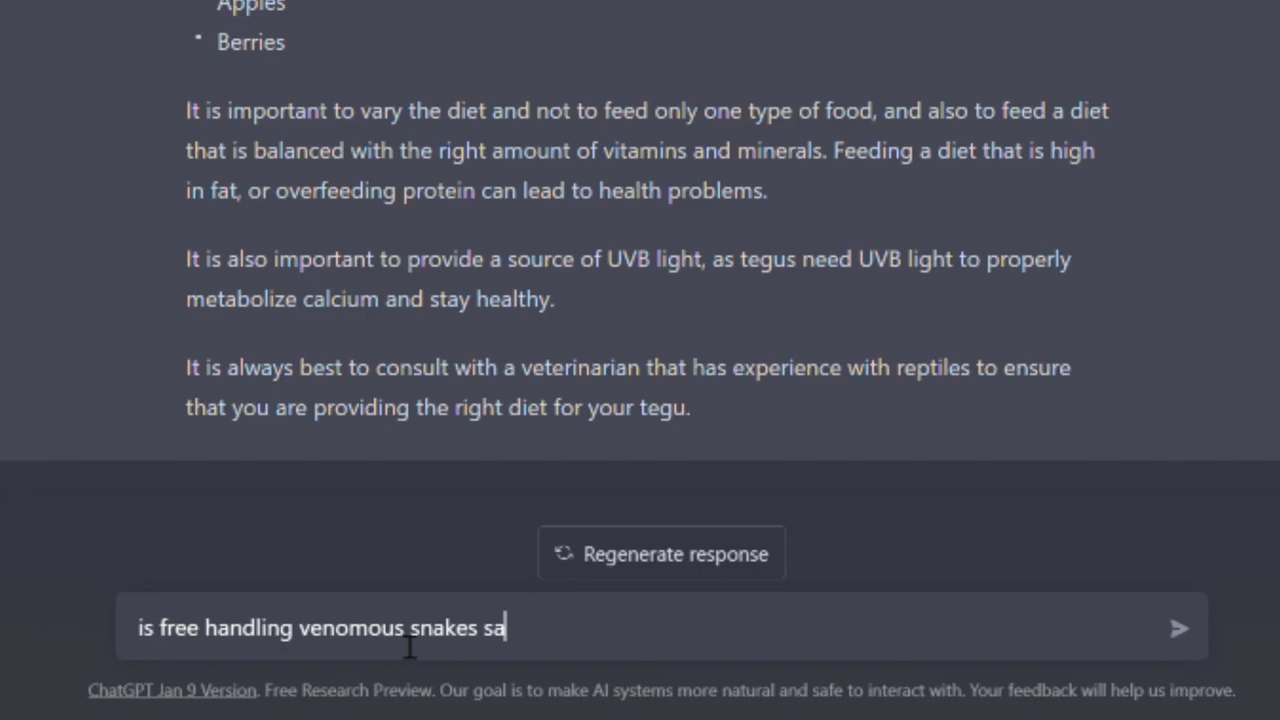 Apples
• Berries
It is important to vary the diet and not to feed only one type of food, and also to feed a diet
that is balanced with the right amount of vitamins and minerals. Feeding a diet that is high
in fat, or overfeeding protein can lead to health problems.
It is also important to provide a source of UVB light, as tegus need UVB light to properly
metabolize calcium and stay healthy.
It is always best to consult with a veterinarian that has experience with reptiles to ensure
that you are providing the right diet for your tegu.
Regenerate response
is free handling venomous snakes sa
ChatGPT Jan 9 Version. Free Research Preview. Our goal is to make AI systems more natural and safe to interact with. Your feedback will help us improve.